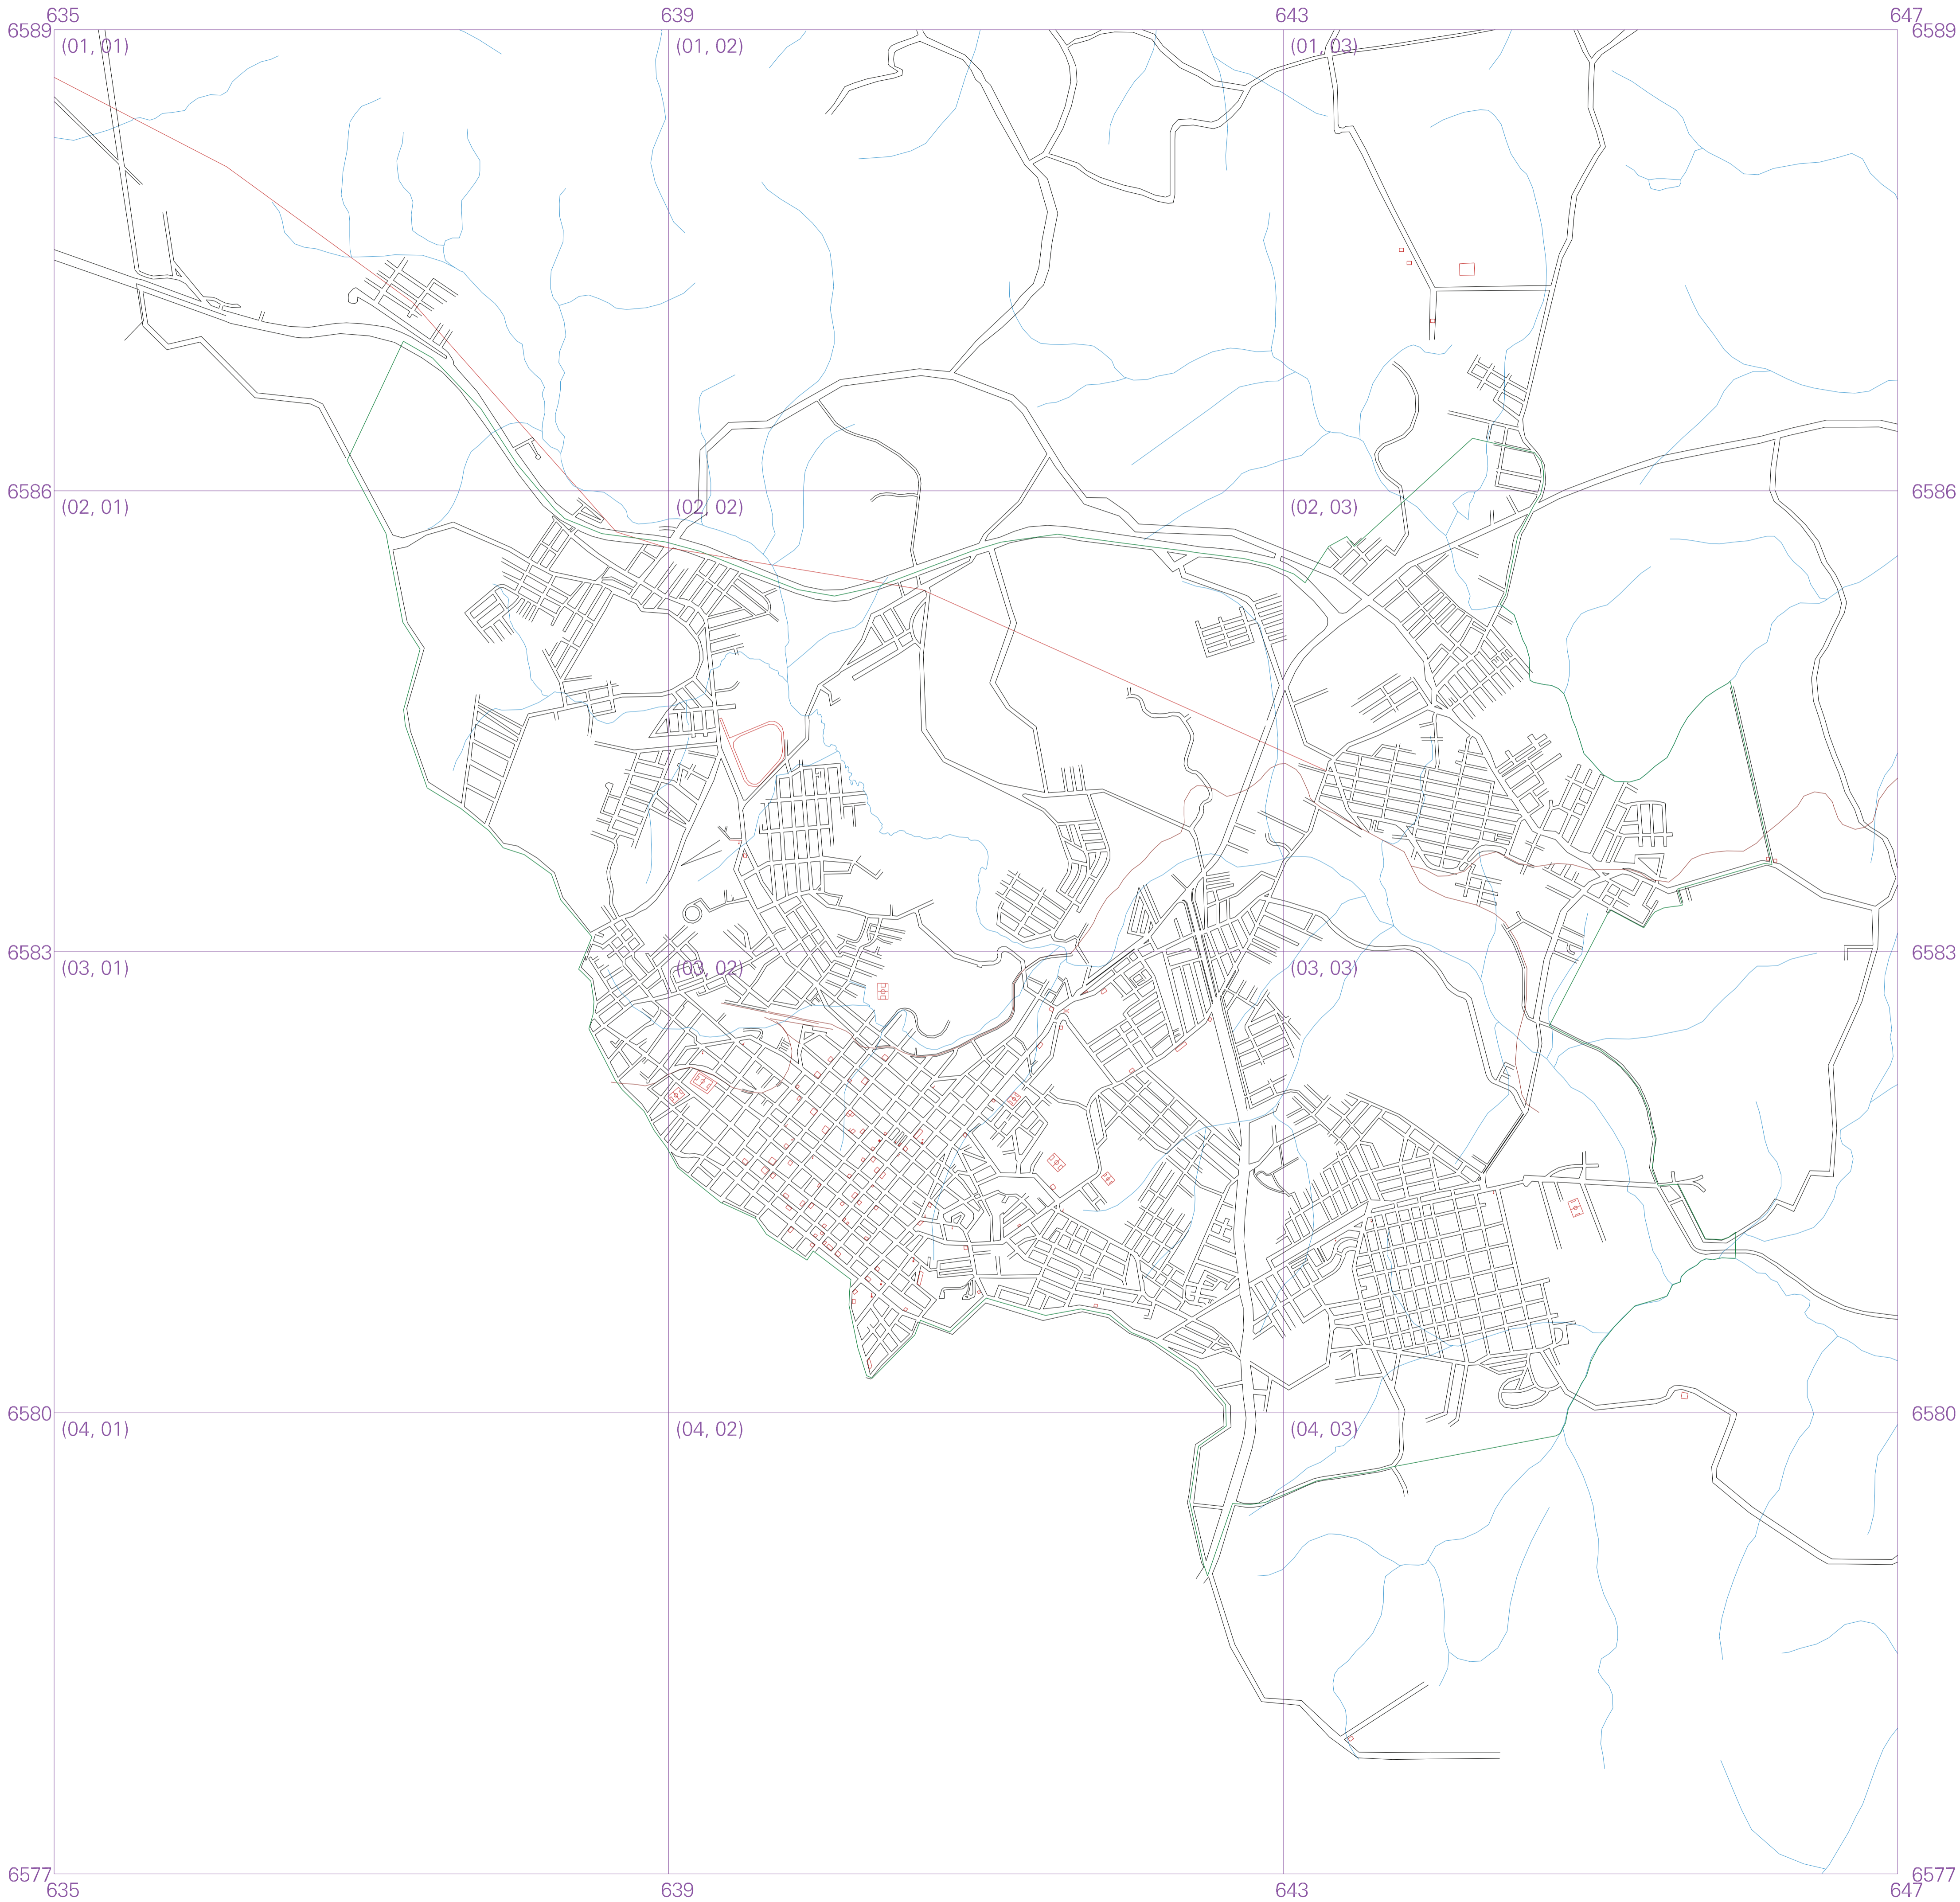 635 639 643 647
6589 6589
(01, 01) (01, 02) (01, 03)
6586 6586
(02, 01) (02, 02) (02, 03)
6583 6583
(03, 01) (03, 02) (03, 03)
6580 6580
(04, 01) (04, 02) (04, 03)
6577 6577
635 639 643 647